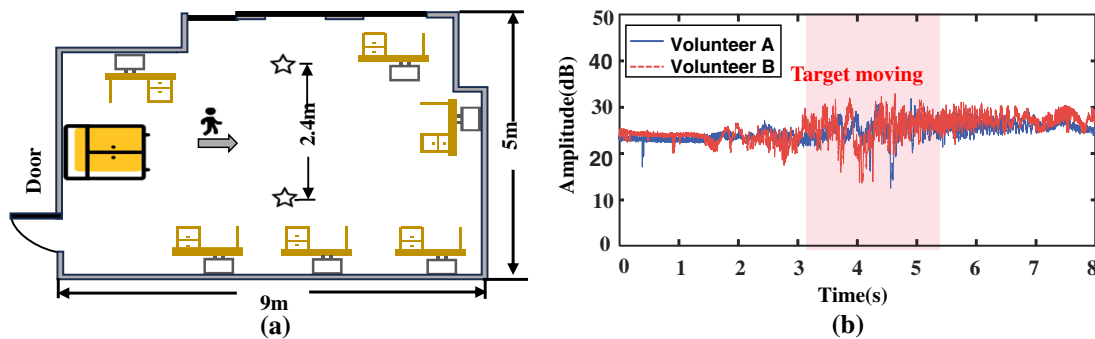 Door
2.4m
5m
9m
(a)
Amplitude(dB)
50
40
30
20
10
0
Volunteer A
Volunteer B
Target moving
0 1 2 3 4 5 6 7 8
Time(s)
(b)